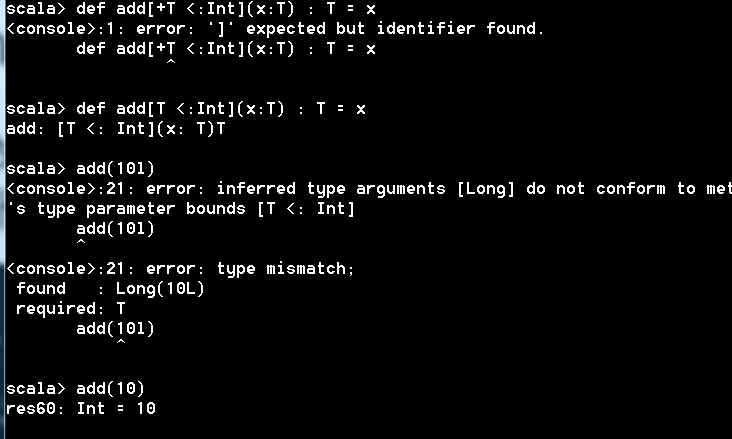 scala> def add[+T <:Int](x:T) : T = x
<console>:1: error: ']' expected but identifier found.
       def add[+T <:Int](x:T) : T = x
                ^
scala> def add[T <:Int](x:T) : T = x
add: [T <: Int](x: T)T
scala> add(10l)
<console>:21: error: inferred type arguments [Long] do not conform to met
's type parameter bounds [T <: Int]
       add(10l)
       ^
<console>:21: error: type mismatch;
 found   : Long(10L)
 required: T
       add(10l)
           ^
scala> add(10)
res60: Int = 10